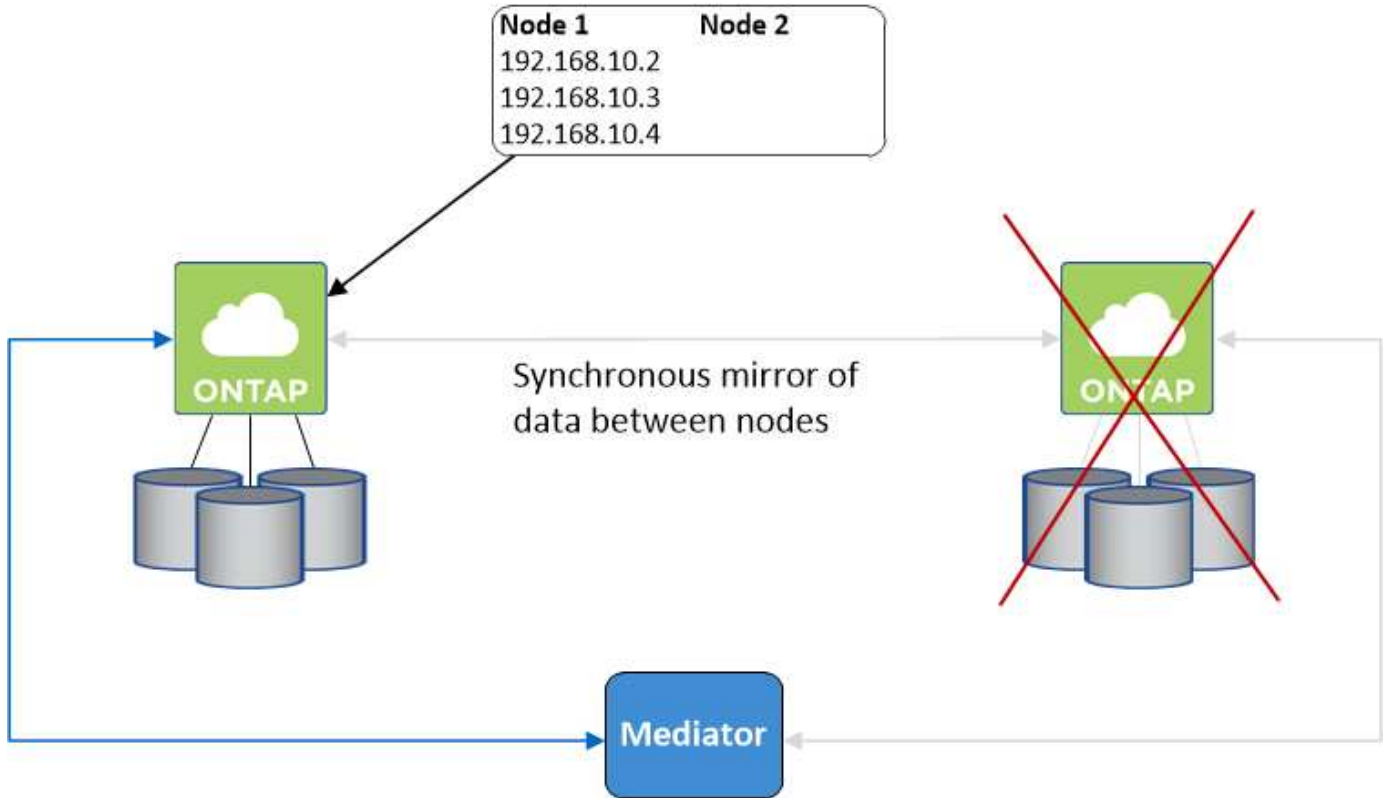 Node 1 Node 2
192.168.10.2
192.168.10.3
192.168.10.4
ONTAP
ONTAP
Synchronous mirror of
data between nodes
Mediator